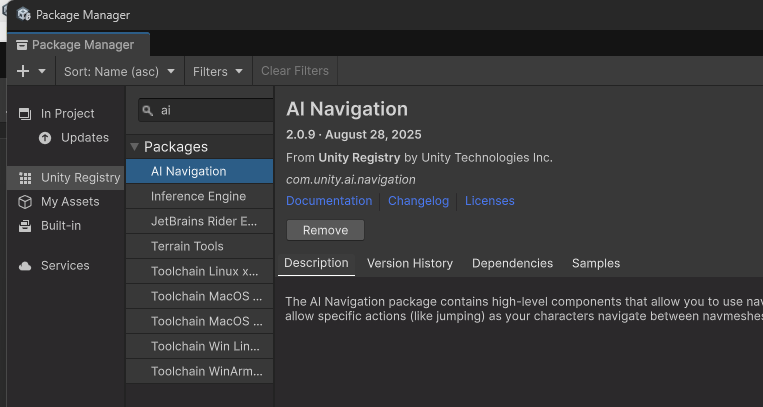 Package Manager
Package Manager
Sort: Name (asc)
Filters
Clear Filters
In Project
Updates
Unity Registry
My Assets
Built-in
Services
ai
Packages
AI Navigation
Inference Engine
JetBrains Rider E...
Terrain Tools
Toolchain Linux x...
Toolchain MacOS ...
Toolchain MacOS ...
Toolchain Win Lin...
Toolchain WinArm...
AI Navigation
2.0.9 · August 28, 2025
From Unity Registry by Unity Technologies Inc.
com.unity.ai.navigation
Documentation
Changelog
Licenses
Remove
Description
Version History
Dependencies
Samples
The AI Navigation package contains high-level components that allow you to use nav
allow specific actions (like jumping) as your characters navigate between navmeshes